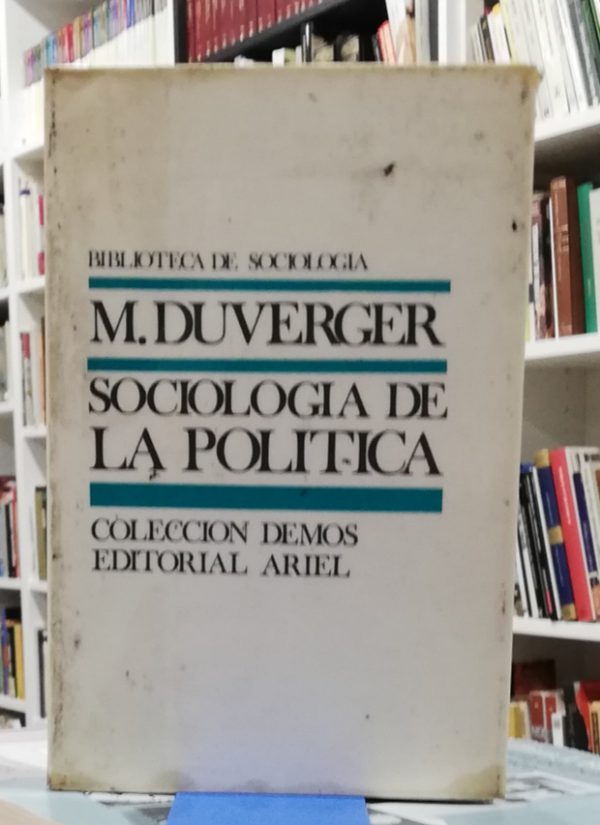 BIBLIOTECA DE SOCIOLOGIA
M. DUVERGER
SOCIOLOGIA DE
LA POLITICA
COLECCION DEMOS
EDITORIAL ARIEL